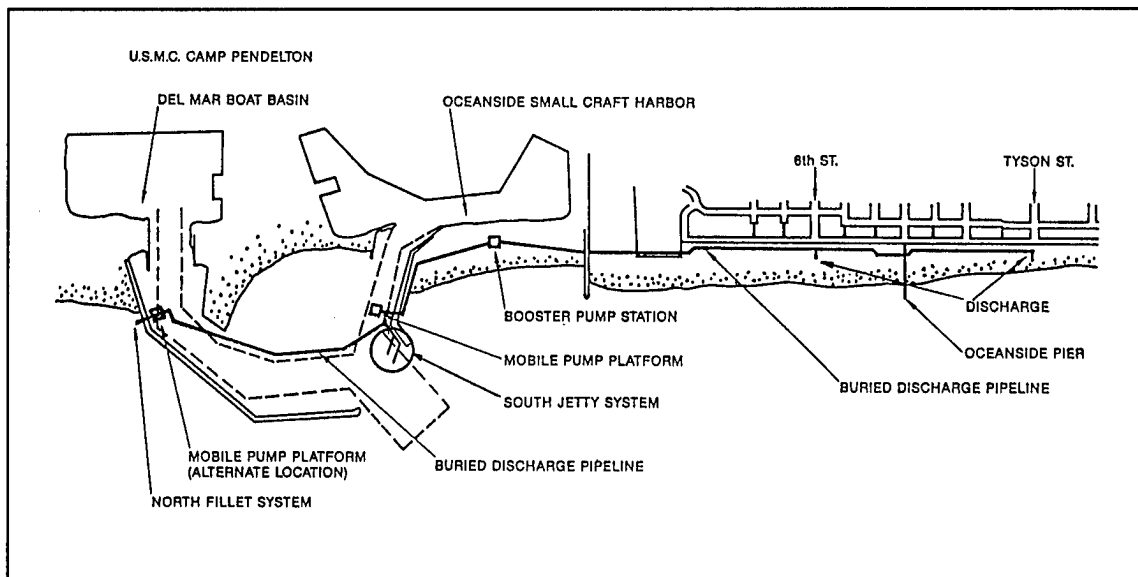 U.S.M.C. CAMP PENDELTON
DEL MAR BOAT BASIN
OCEANSIDE SMALL CRAFT HARBOR
6th ST.
TYSON ST.
BOOSTER PUMP STATION
DISCHARGE
MOBILE PUMP PLATFORM
OCEANSIDE PIER
BURIED DISCHARGE PIPELINE
SOUTH JETTY SYSTEM
MOBILE PUMP PLATFORM
(ALTERNATE LOCATION)
BURIED DISCHARGE PIPELINE
NORTH FILLET SYSTEM